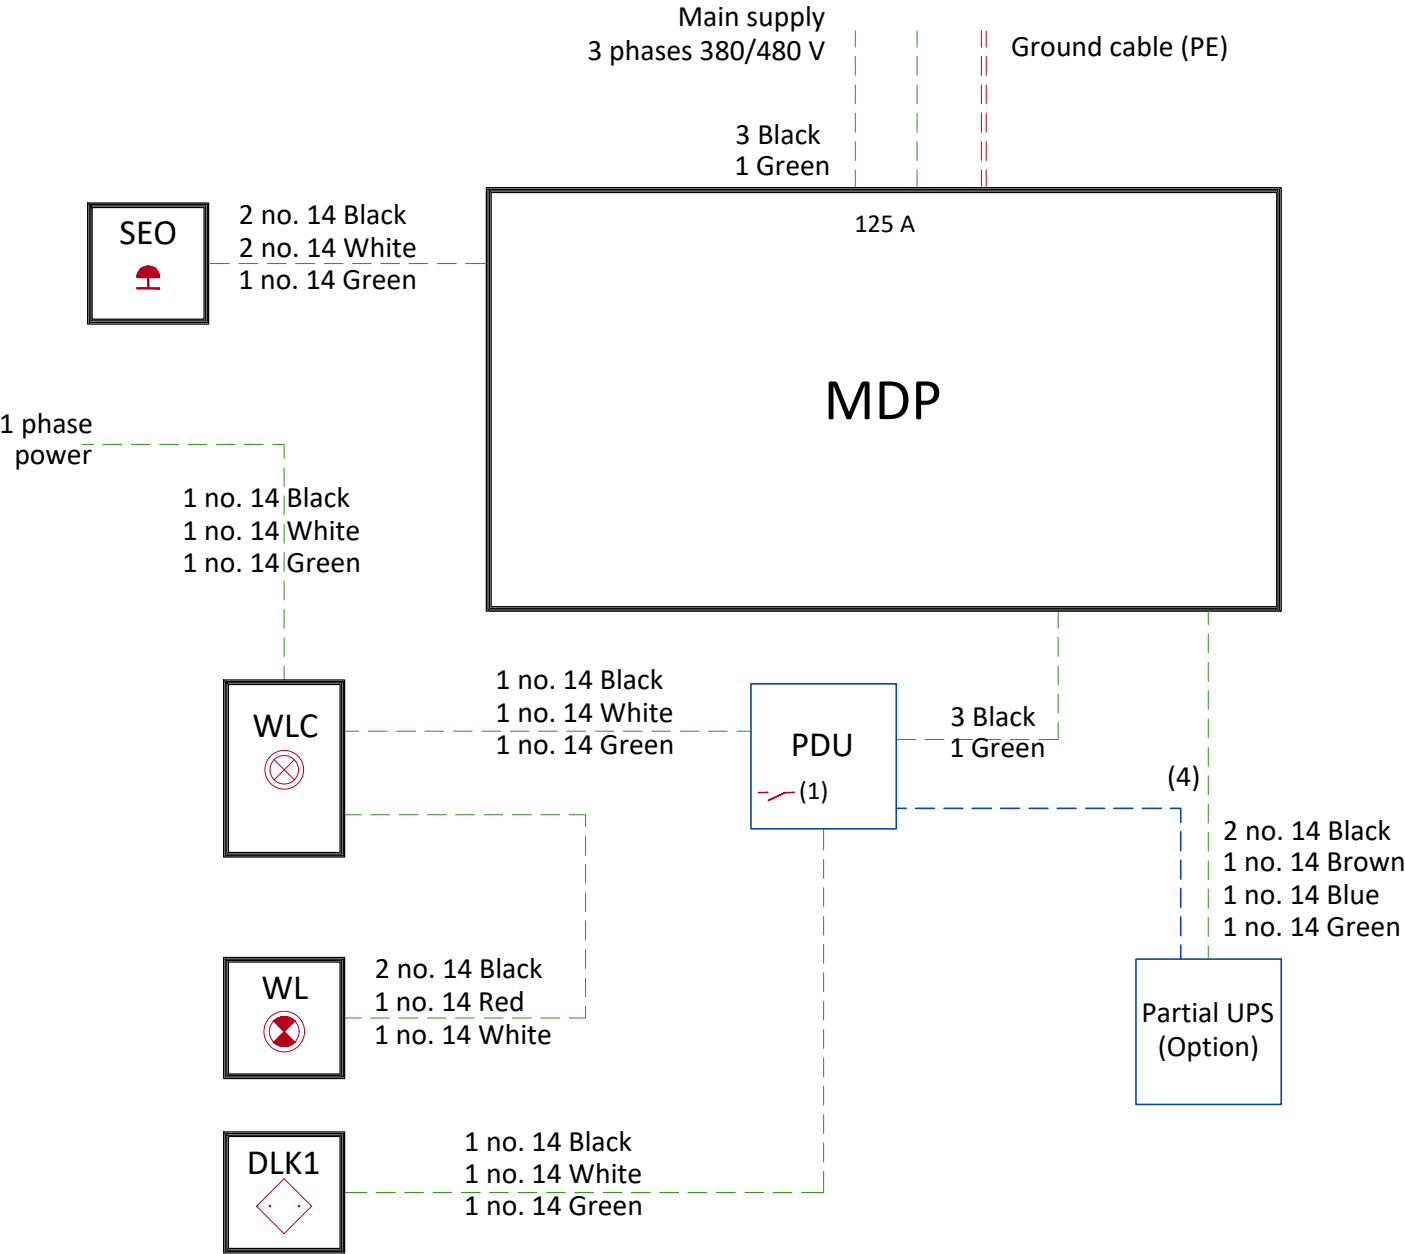 Main supply
3 phases 380/480 V
Ground cable (PE)
3 Black
1 Green
125 A
SEO
2 no. 14 Black
2 no. 14 White
1 no. 14 Green
MDP
1 phase
power
1 no. 14 Black
1 no. 14 White
1 no. 14 Green
WLC
1 no. 14 Black
1 no. 14 White
1 no. 14 Green
PDU
(1)
3 Black
1 Green
(4)
2 no. 14 Black
1 no. 14 Brown
1 no. 14 Blue
1 no. 14 Green
WL
2 no. 14 Black
1 no. 14 Red
1 no. 14 White
Partial UPS
(Option)
DLK1
1 no. 14 Black
1 no. 14 White
1 no. 14 Green